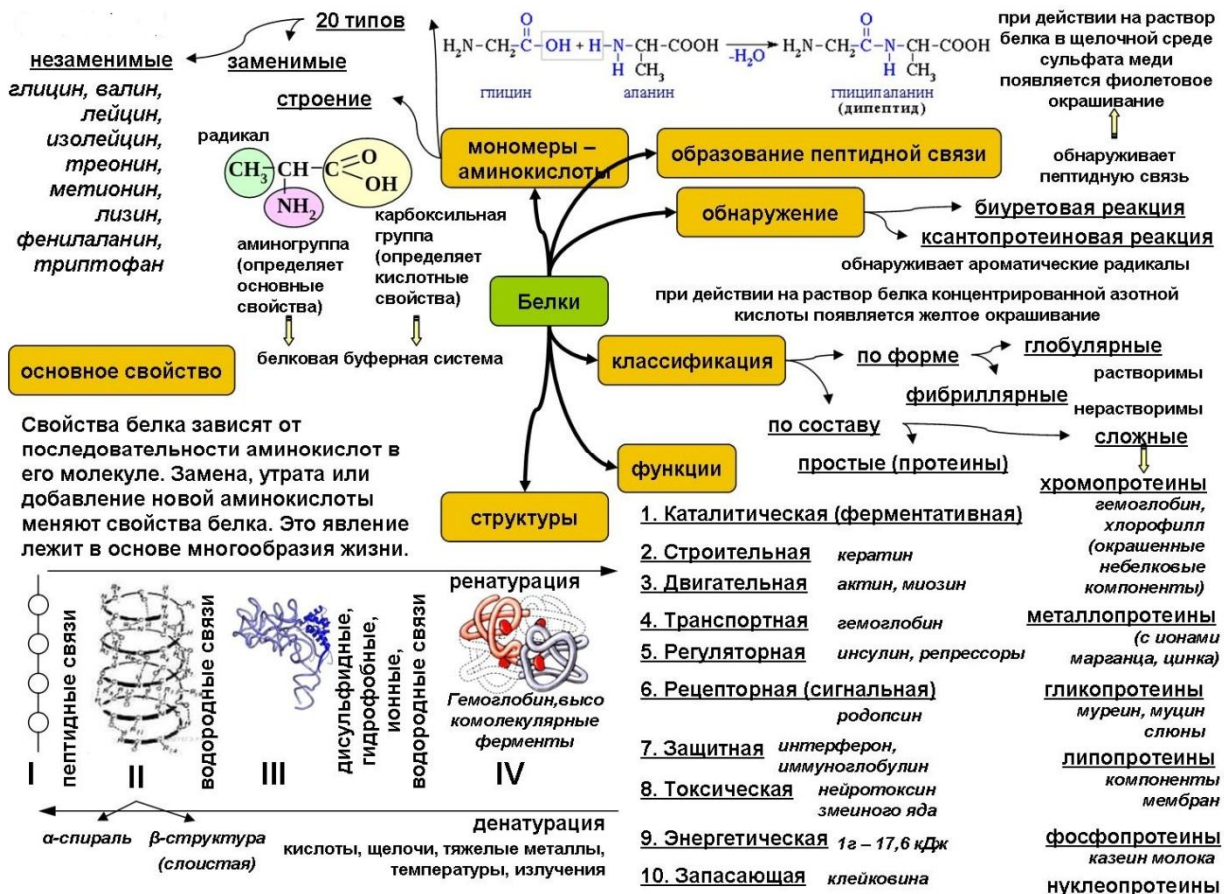 20 типов
незаменимые
заменимые
глицин, валин,
лейцин,
изолейцин,
треонин,
метионин,
лизин,
фенилаланин,
триптофан
строение
радикал
CH₃ CH C O
OH
NH₂
аминогруппа
(определяет
основные
свойства)
карбоксильная
группа
(определяет
кислотные
свойства)
белковая буферная система
мономеры –
аминокислоты
O O
H₂N–CH₂–C–OH + H–N–CH–COOH –H₂O H₂N–CH₂–C–N–CH–COOH
H CH₃ H CH₃
глицин
аланин
глицилаланин
(дипептид)
образование пептидной связи
при действии на раствор
белка в щелочной среде
сульфата меди
появляется фиолетовое
окрашивание
обнаруживает
пептидную связь
обнаружение
биуретовая реакция
ксантопротеиновая реакция
обнаруживает ароматические радикалы
при действии на раствор белка концентрированной азотной
кислоты появляется желтое окрашивание
Белки
классификация
по форме
глобулярные
растворимы
фибриллярные
нерастворимы
по составу
сложные
простые (протеины)
хромопротеины
гемоглобин,
хлорофилл
(окрашенные
небелковые
компоненты)
металлопротеины
(с ионами
марганца, цинка)
гликопротеины
муреин, муцин
слюны
липопротеины
компоненты
мембран
фосфопротеины
казеин молока
нуклеопротеины
функции
1. Каталитическая (ферментативная)
2. Строительная кератин
3. Двигательная актин, миозин
4. Транспортная гемоглобин
5. Регуляторная инсулин, репрессоры
6. Рецепторная (сигнальная)
родопсин
7. Защитная интерферон,
иммуноглобулин
8. Токсическая нейротоксин
змеиного яда
9. Энергетическая 1г – 17,6 кДж
10. Запасающая клейковина
структуры
основное свойство
Свойства белка зависят от
последовательности аминокислот в
его молекуле. Замена, утрата или
добавление новой аминокислоты
меняют свойства белка. Это явление
лежит в основе многообразия жизни.
ренатурация
I
пептидные связи
II
водородные связи
III
дисульфидные,
гидрофобные,
ионные,
водородные связи
Гемоглобин,высо
комолекулярные
ферменты
IV
α-спираль
β-структура
(слоистая)
денатурация
кислоты, щелочи, тяжелые металлы,
температуры, излучения